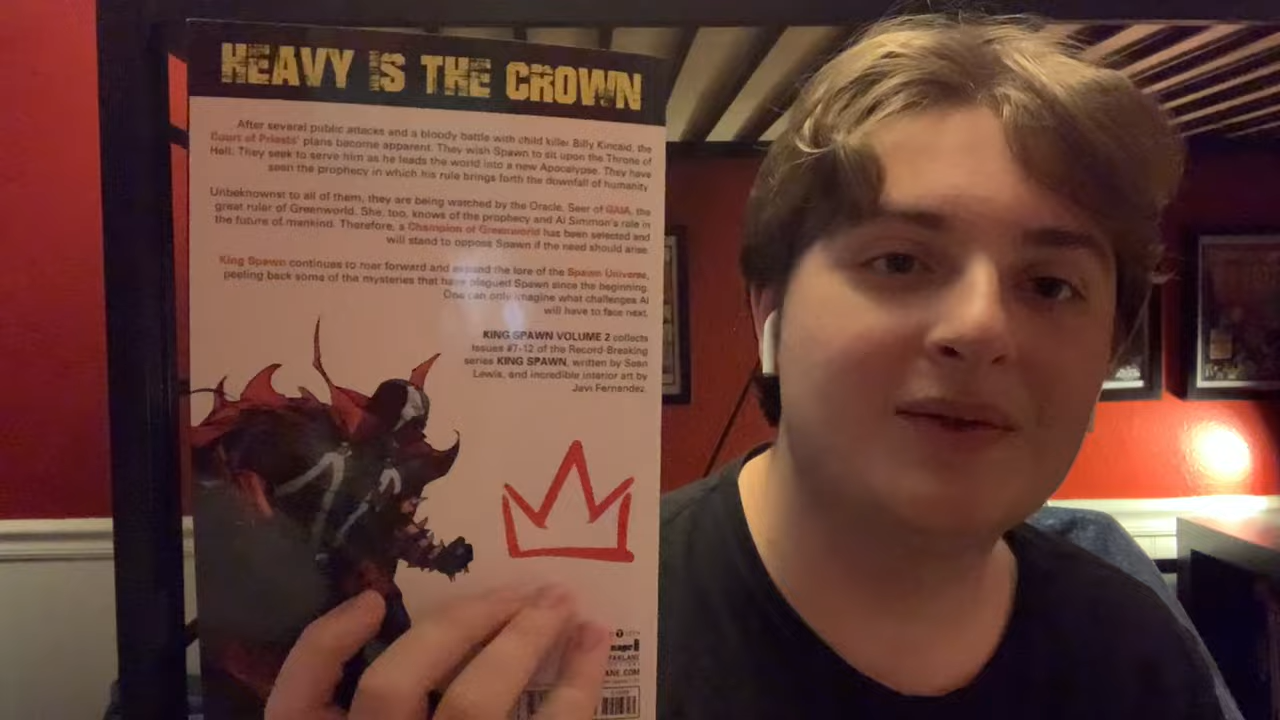 HEAVY IS THE CROWN
After several public attacks and a bloody battle with child killer Billy Kincaid, the
Court of Priests' plans become apparent. They wish Spawn to sit upon the Throne of
Hell. They seek to serve him as he leads the world into a new Apocalypse. They have
seen the prophecy in which his rule brings forth the downfall of humanity
Unbeknownst to all of them, they are being watched by the Oracle, Seer of GAIA, the
great ruler of Greenworld. She, too, knows of the prophecy and Al Simmon's role in
the future of mankind. Therefore, a Champion of Greenworld has been selected and
will stand to oppose Spawn if the need should arise.
King Spawn continues to roar forward and expand the lore of the Spawn Universe,
peeling back some of the mysteries that have plagued Spawn since the beginning.
One can only imagine what challenges Al
will have to face next.
KING SPAWN VOLUME 2 collects
Issues #7-12 of the Record-Breaking
series KING SPAWN, written by Sean
Lewis, and incredible interior art by
Javi Fernandez.